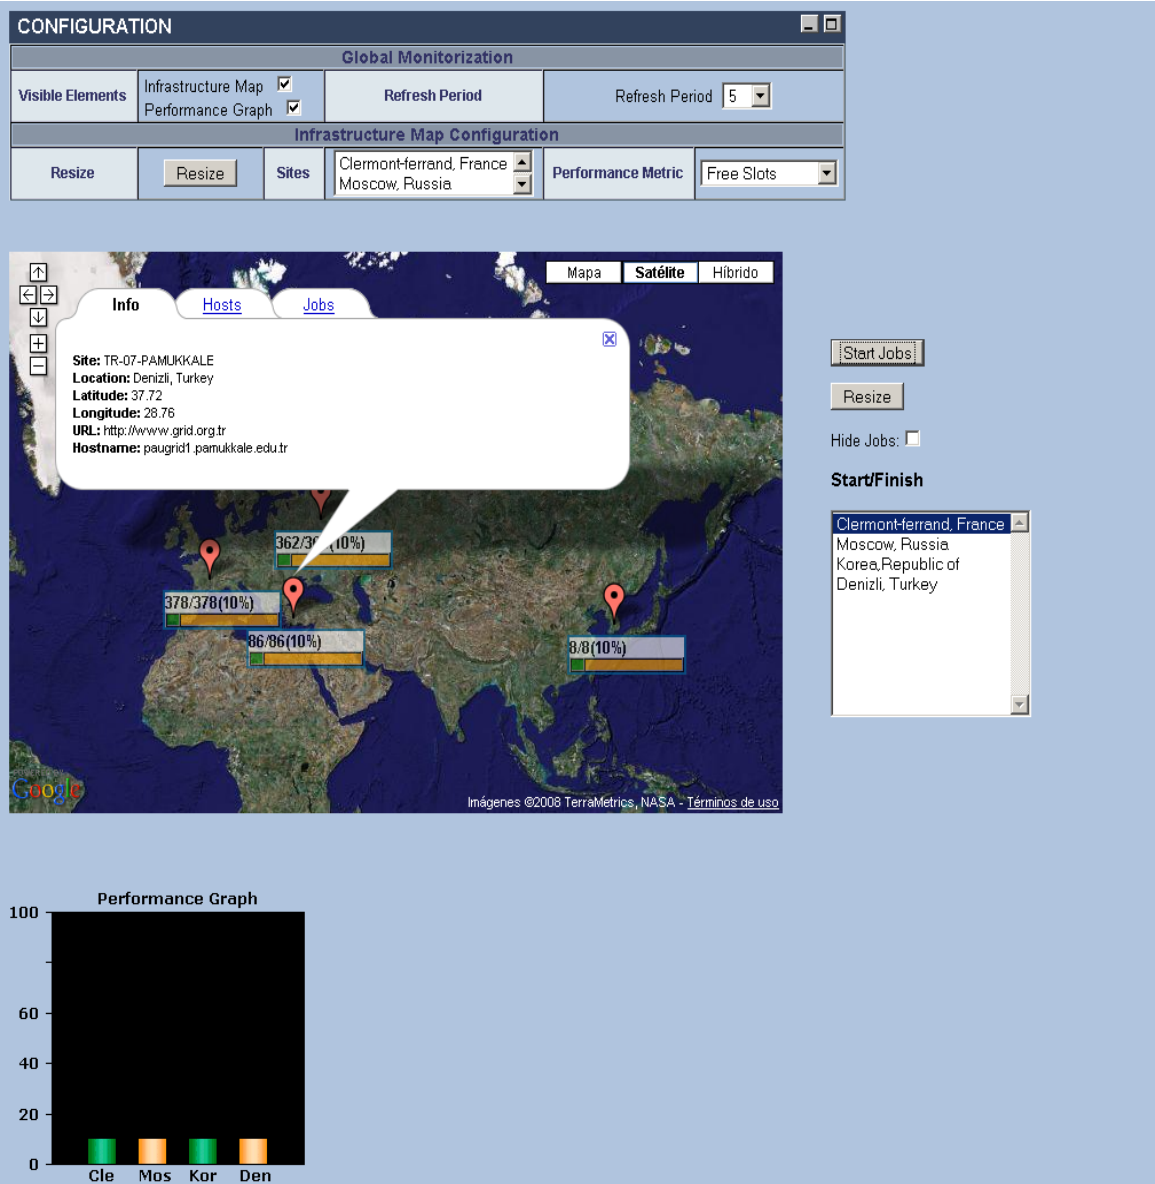 CONFIGURATION
Global Monitorization
Visible Elements
Infrastructure Map
Performance Graph
Refresh Period
Refresh Period 5
Infrastructure Map Configuration
Resize
Resize
Sites
Clermont-ferrand, France
Moscow, Russia
Performance Metric
Free Slots
Mapa
Satélite
Híbrido
Info
Hosts
Jobs
Site: TR-07-PAMUKKALE
Location: Denizli, Turkey
Latitude: 37.72
Longitude: 28.76
URL: http://www.grid.org.tr
Hostname: paugrid1.pamukkale.edu.tr
(10%)
378/378(10%)
86/86(10%)
8/8(10%)
Google
Imágenes ©2008 TerraMetrics, NASA - Términos de uso
Start Jobs
Resize
Hide Jobs:
Start/Finish
Clermont-ferrand, France
Moscow, Russia
Korea,Republic of
Denizli, Turkey
Performance Graph
100
60
40
20
0
Cle Mos Kor Den